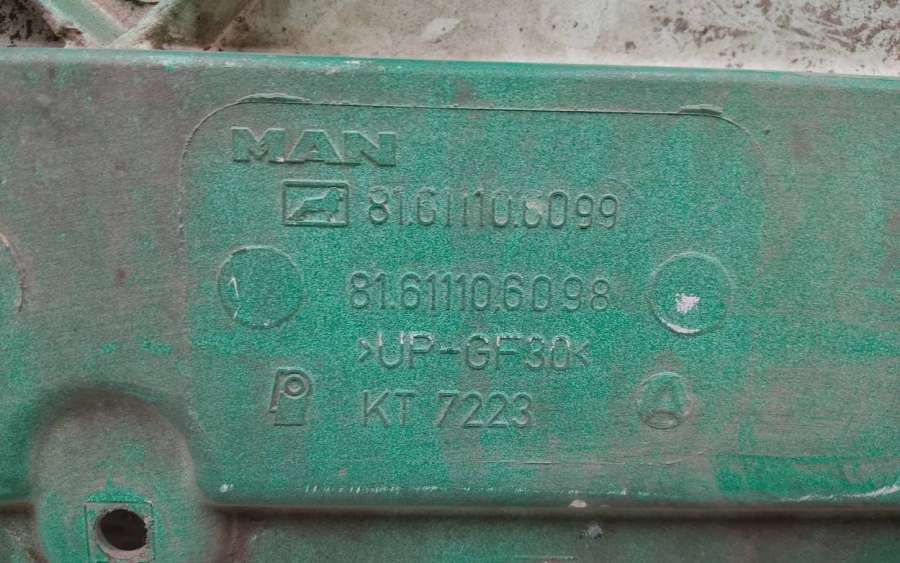 MAN
81.61110.6099
81.61110.6098
>UP-GF30<
KT 7223